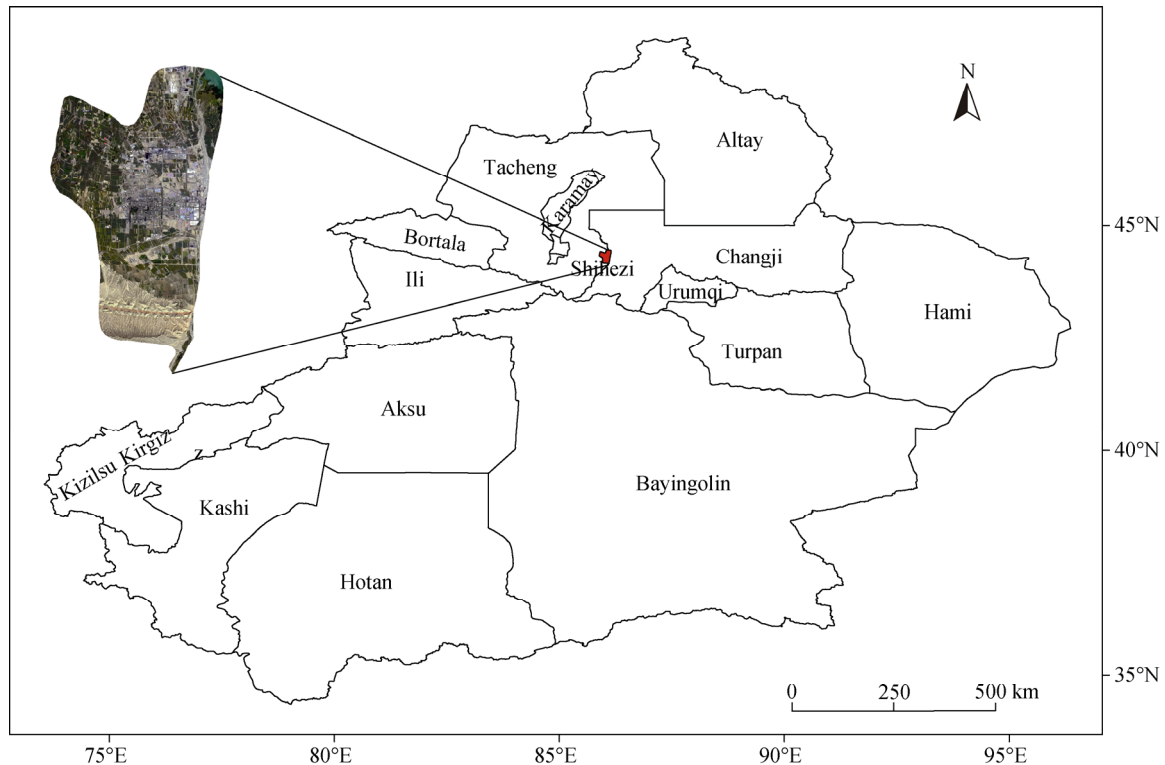 N
Altay
Tacheng
Karamay
45°N
Bortala
Changji
Shihezi
Ili
Urumqi
Hami
Turpan
Aksu
40°N
Kizilsu Kirgiz
z
Bayingolin
Kashi
Hotan
35°N
0 250 500 km
75°E 80°E 85°E 90°E 95°E